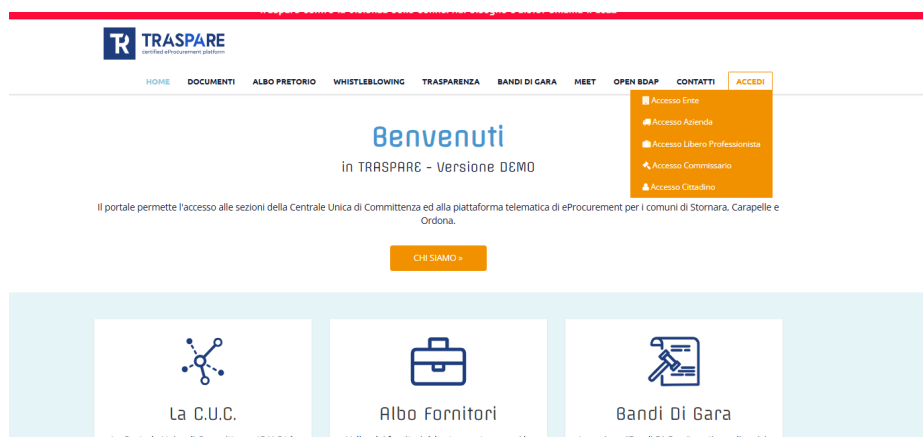 TRASPARE
certified eProcurement platform
HOME DOCUMENTI ALBO PRETORIO WHISTLEBLOWING TRASPARENZA BANDI DI GARA MEET OPEN BDAP CONTATTI ACCEDI
Accesso Ente
Accesso Azienda
Accesso Libero Professionista
Accesso Commissario
Accesso Cittadino
Benvenuti
in TRASPARE - Versione DEMO
Il portale permette l'accesso alle sezioni della Centrale Unica di Committenza ed alla piattaforma telematica di eProcurement per i comuni di Stornara, Carapelle e
Ordona.
CHI SIAMO »
La C.U.C.
Albo Fornitori
Bandi Di Gara